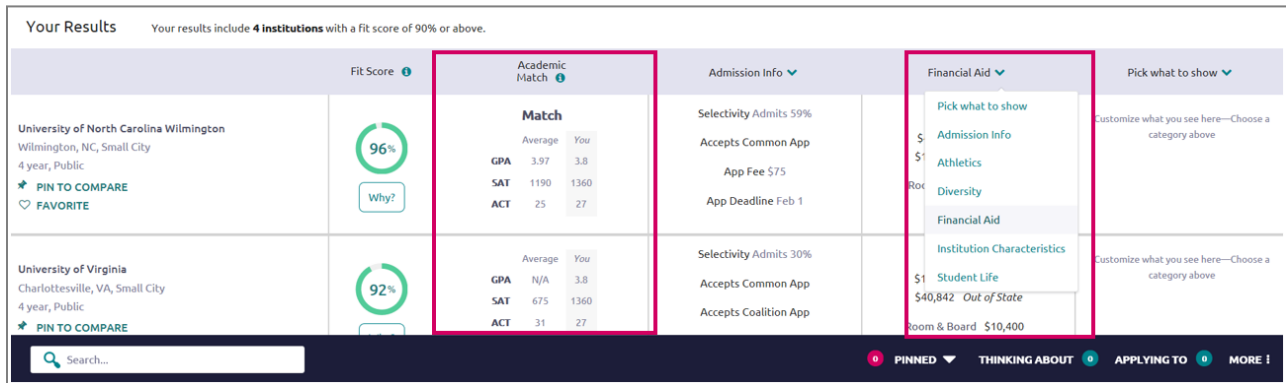 Your Results Your results include 4 institutions with a fit score of 90% or above.
Fit Score Academic Match Admission Info Financial Aid Pick what to show
University of North Carolina Wilmington
Wilmington, NC, Small City
4 year, Public
PIN TO COMPARE
FAVORITE
96%
Why?
Match
Average You
GPA 3.97 3.8
SAT 1190 1360
ACT 25 27
Selectivity Admits 59%
Accepts Common App
App Fee $75
App Deadline Feb 1
Pick what to show
Admission Info
Athletics
Diversity
Financial Aid
Institution Characteristics
Student Life
Customize what you see here—Choose a
category above
University of Virginia
Charlottesville, VA, Small City
4 year, Public
PIN TO COMPARE
92%
Average You
GPA N/A 3.8
SAT 675 1360
ACT 31 27
Selectivity Admits 30%
Accepts Common App
Accepts Coalition App
$40,842 Out of State
Room & Board $10,400
Customize what you see here—Choose a
category above
Search... 0 PINNED THINKING ABOUT 0 APPLYING TO 0 MORE